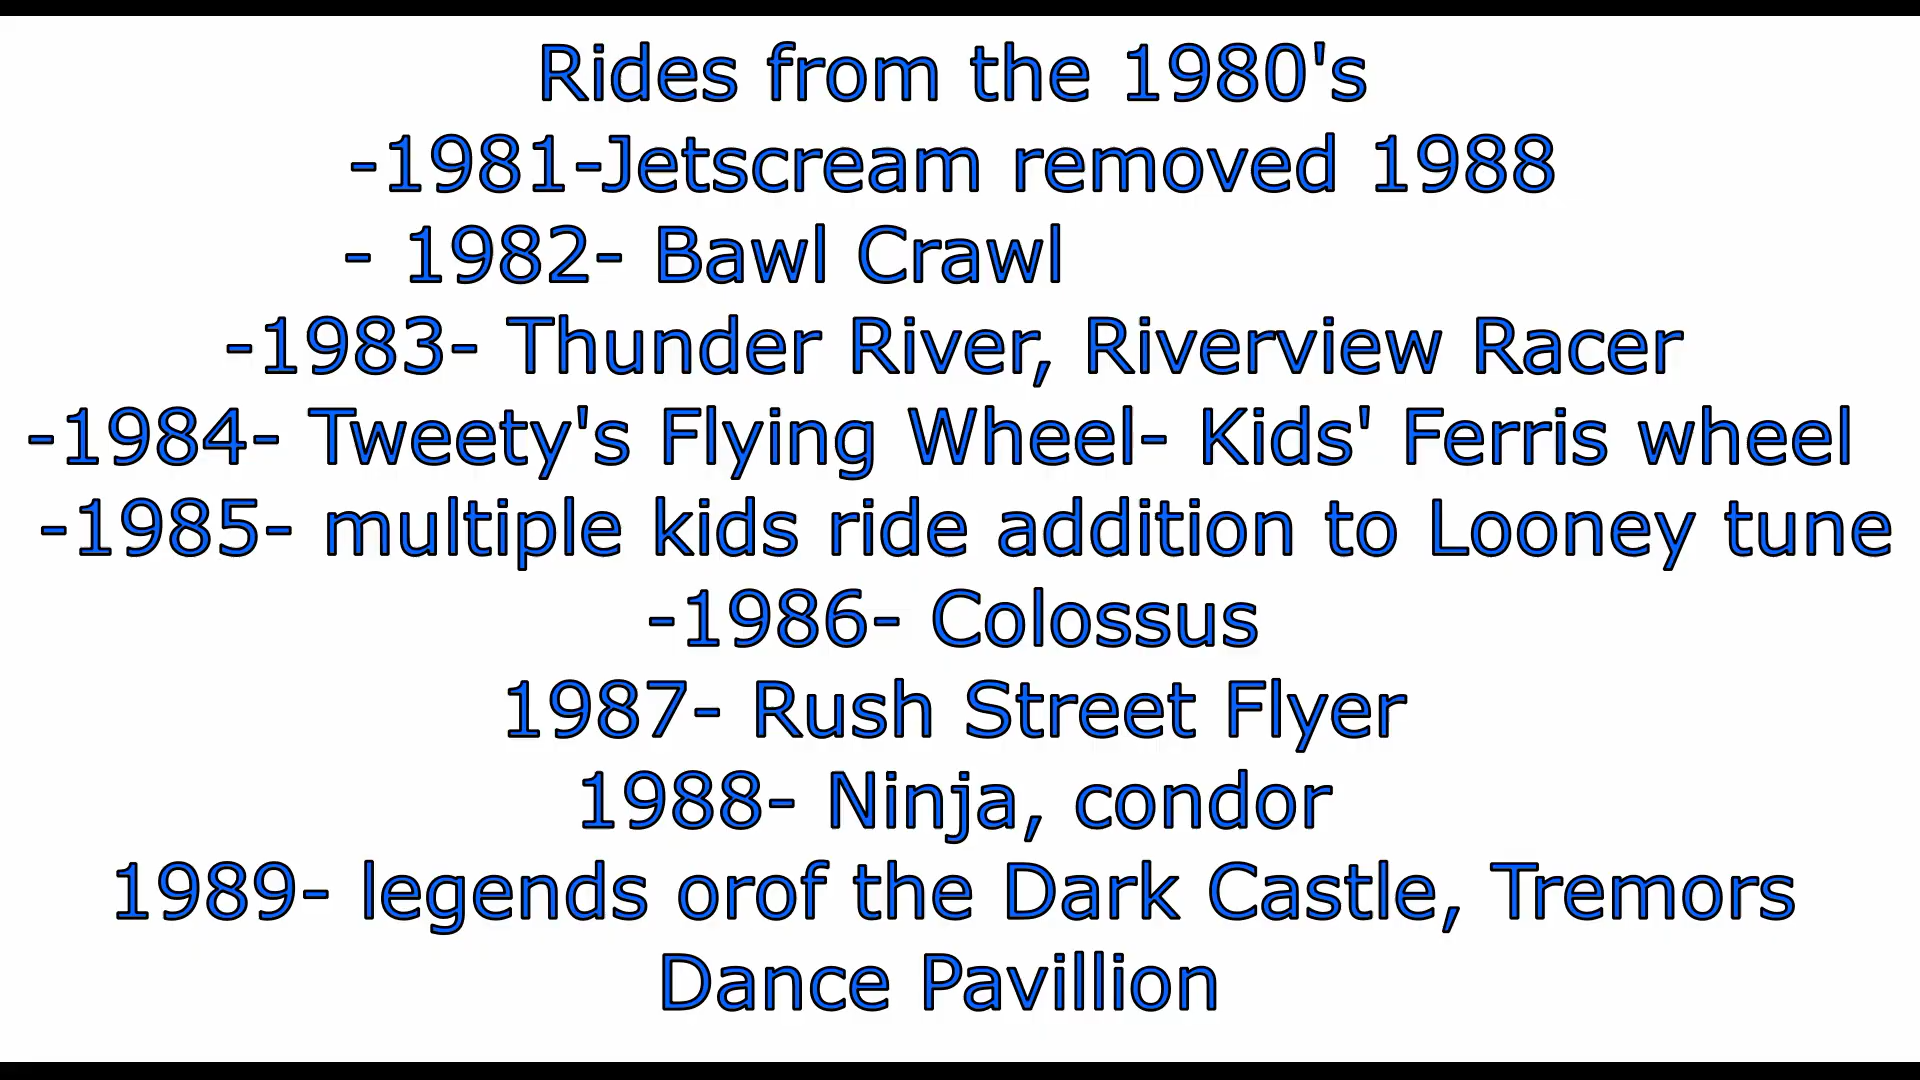 Rides from the 1980's
-1981-Jetscream removed 1988
- 1982- Bawl Crawl
-1983- Thunder River, Riverview Racer
-1984- Tweety's Flying Wheel- Kids' Ferris wheel
-1985- multiple kids ride addition to Looney tune
-1986- Colossus
1987- Rush Street Flyer
1988- Ninja, condor
1989- legends orof the Dark Castle, Tremors
Dance Pavillion